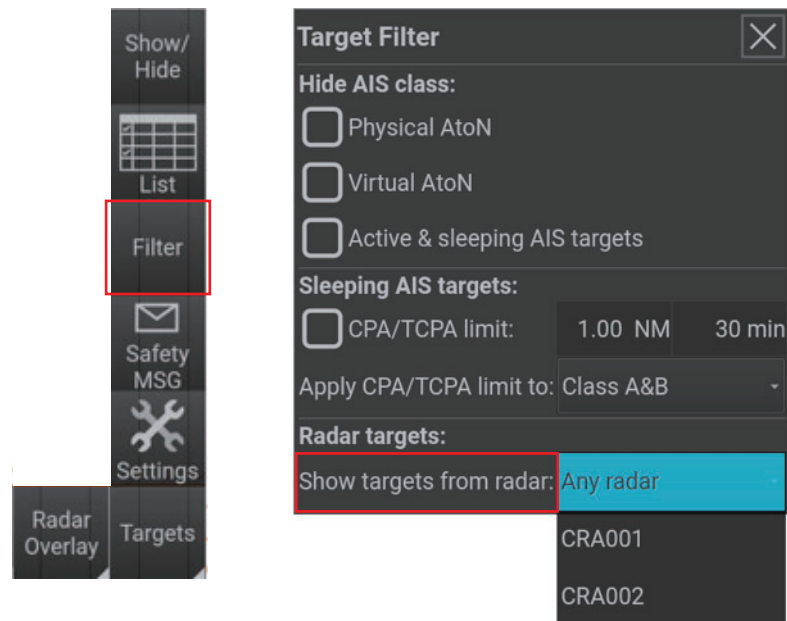 Show/
Hide
List
Filter
Safety
MSG
Settings
Radar
Overlay
Targets
Target Filter
Hide AIS class:
Physical AtoN
Virtual AtoN
Active & sleeping AIS targets
Sleeping AIS targets:
CPA/TCPA limit: 1.00 NM 30 min
Apply CPA/TCPA limit to: Class A&B
Radar targets:
Show targets from radar: Any radar
CRA001
CRA002